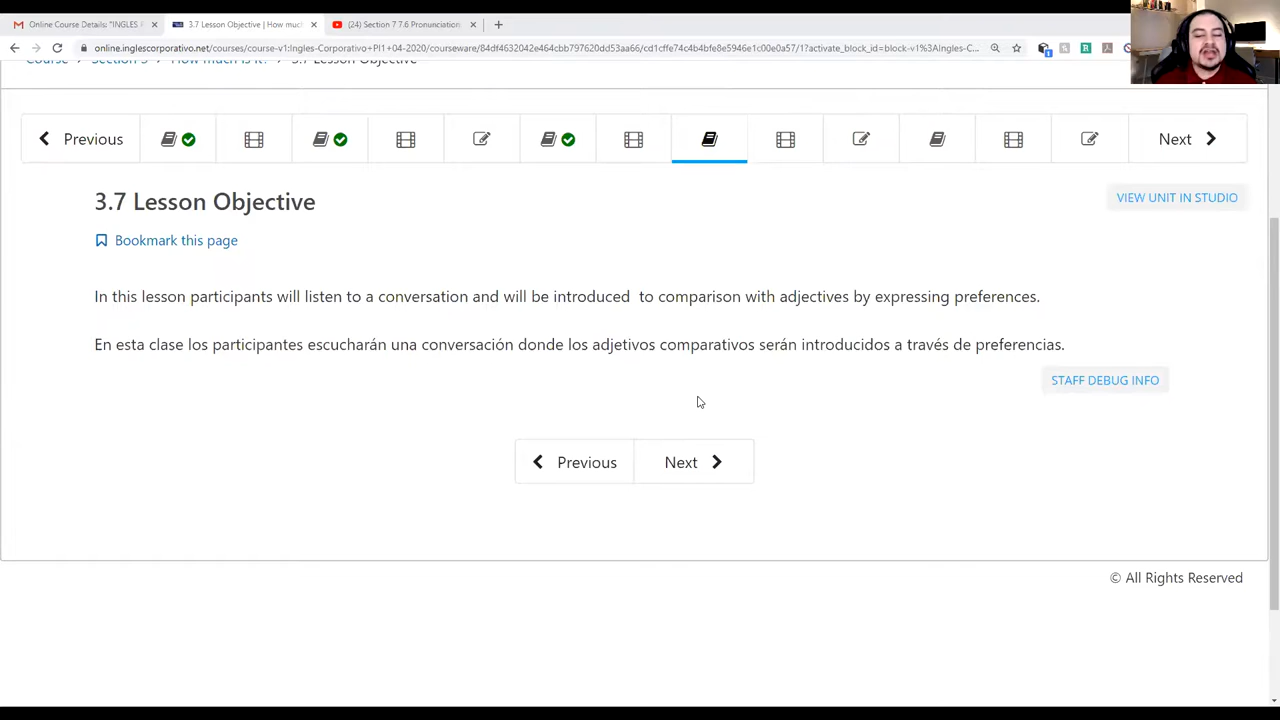 Online Course Details: "INGLES
3.7 Lesson Objective | How much
(24) Section 7 7.6 Pronunciation
online.inglescorporativo.net/courses/course-v1:Ingles-Corporativo+PI1+04-2020/courseware/84df4632042e464cbb797620dd53aa66/cd1cffe74c4b4bfe8e5946e1c00e0a57/1?activate_block_id=block-v1%3AIngles-C...
Course Section 3 How much is it? 3.7 Lesson Objective
Previous Next
3.7 Lesson Objective
VIEW UNIT IN STUDIO
Bookmark this page
In this lesson participants will listen to a conversation and will be introduced to comparison with adjectives by expressing preferences.
En esta clase los participantes escucharán una conversación donde los adjetivos comparativos serán introducidos a través de preferencias.
STAFF DEBUG INFO
Previous Next
© All Rights Reserved